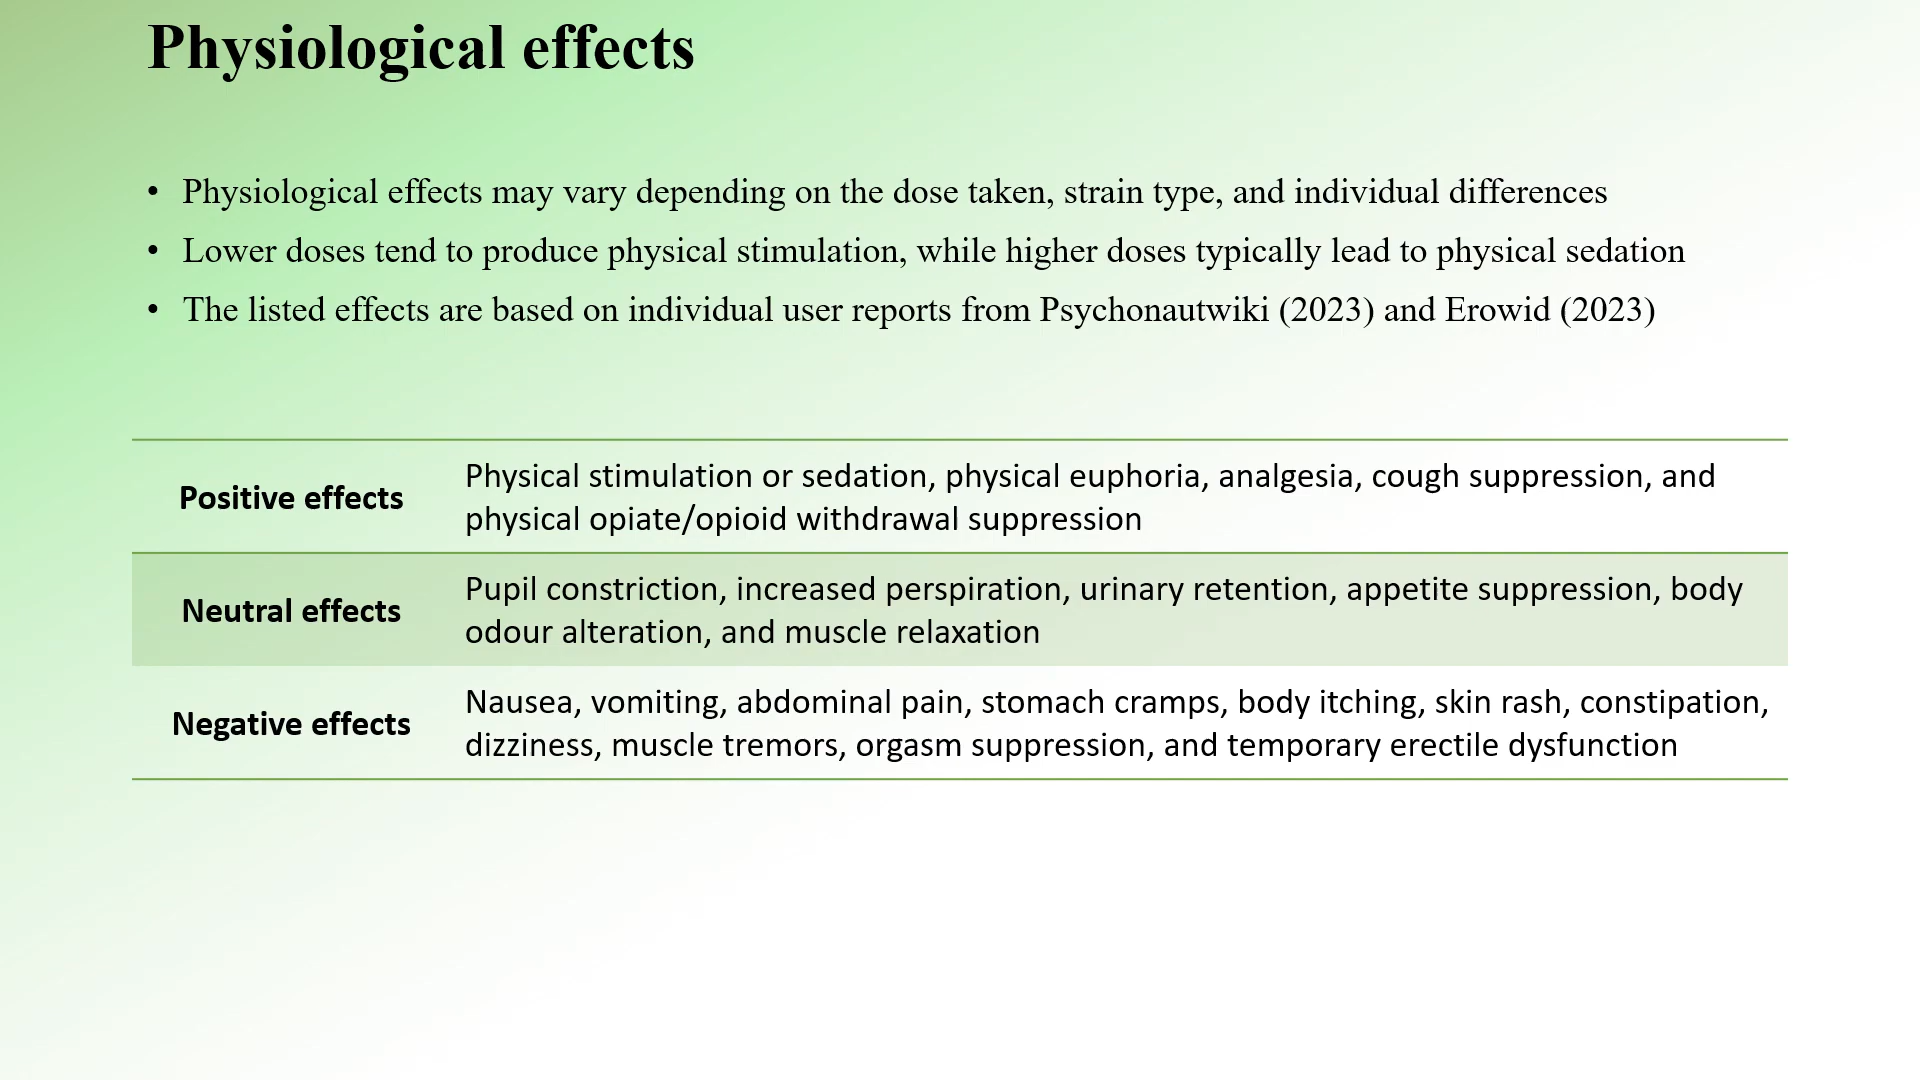 Physiological effects
• Physiological effects may vary depending on the dose taken, strain type, and individual differences
• Lower doses tend to produce physical stimulation, while higher doses typically lead to physical sedation
• The listed effects are based on individual user reports from Psychonautwiki (2023) and Erowid (2023)
Positive effects
Physical stimulation or sedation, physical euphoria, analgesia, cough suppression, and
physical opiate/opioid withdrawal suppression
Neutral effects
Pupil constriction, increased perspiration, urinary retention, appetite suppression, body
odour alteration, and muscle relaxation
Negative effects
Nausea, vomiting, abdominal pain, stomach cramps, body itching, skin rash, constipation,
dizziness, muscle tremors, orgasm suppression, and temporary erectile dysfunction